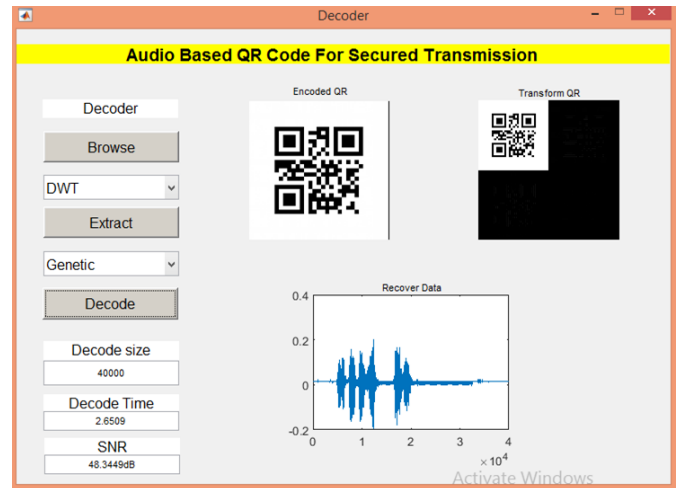 Decoder
Audio Based QR Code For Secured Transmission
Decoder
Browse
DWT
Extract
Genetic
Decode
Decode size
40000
Decode Time
2.6509
SNR
48.3449dB
Encoded QR
Transform QR
Recover Data
0.4
0.2
0
-0.2
0 1 2 3 4
×10⁴
Activate Windows